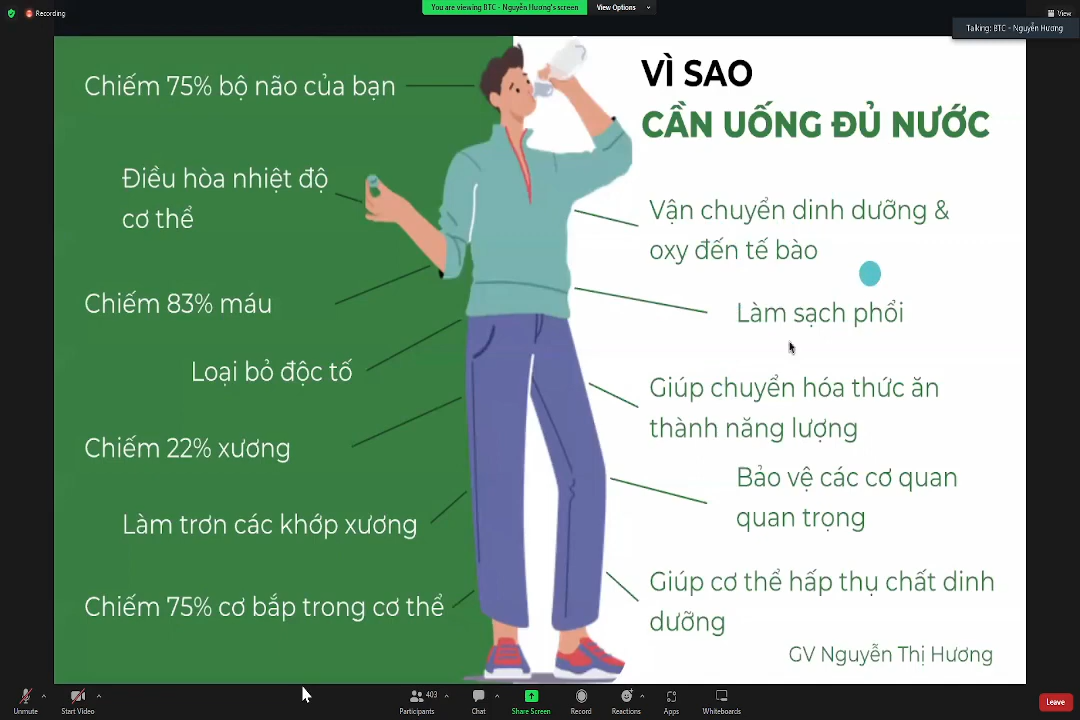 Recording
You are viewing BTC - Nguyễn Hương's screen
View Options
View
Talking: BTC - Nguyễn Hương
VÌ SAO
CẦN UỐNG ĐỦ NƯỚC
Chiếm 75% bộ não của bạn
Điều hòa nhiệt độ
cơ thể
Chiếm 83% máu
Loại bỏ độc tố
Chiếm 22% xương
Làm trơn các khớp xương
Chiếm 75% cơ bắp trong cơ thể
Vận chuyển dinh dưỡng &
oxy đến tế bào
Làm sạch phổi
Giúp chuyển hóa thức ăn
thành năng lượng
Bảo vệ các cơ quan
quan trọng
Giúp cơ thể hấp thụ chất dinh
dưỡng
GV Nguyễn Thị Hương
Unmute
Start Video
403
Participants
Chat
Share Screen
Record
Reactions
Apps
Whiteboards
Leave